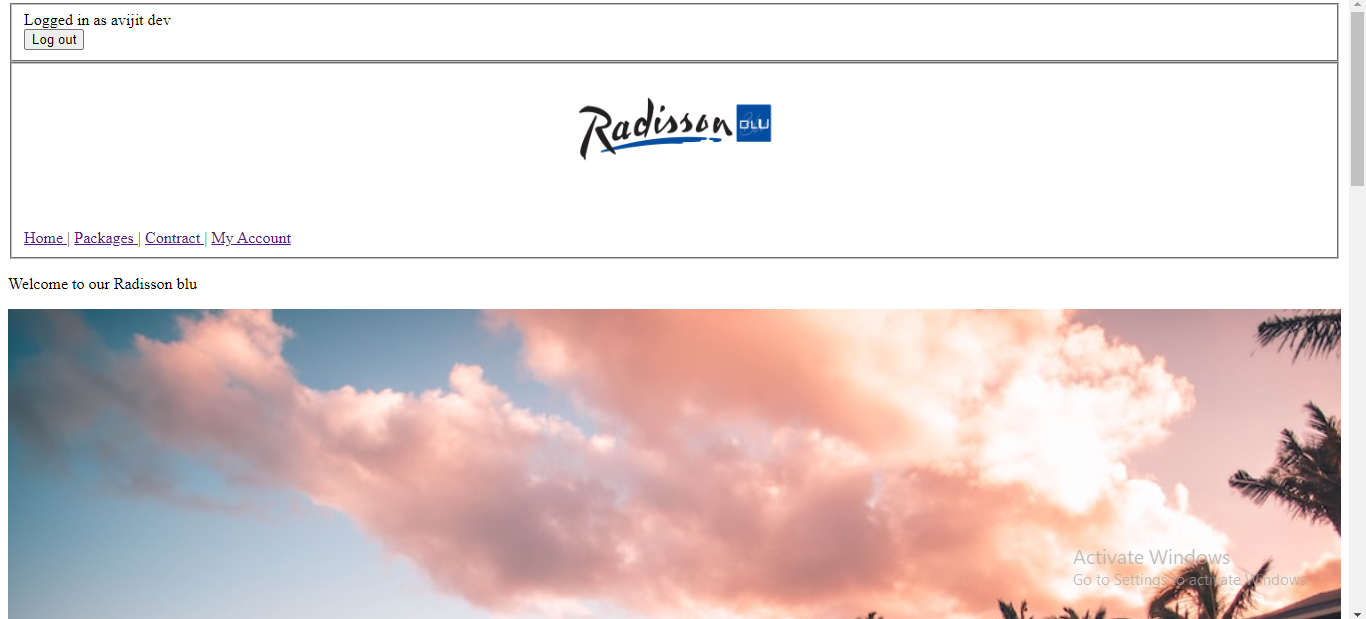 Logged in as avijit dev
Log out
Radisson BLU
Home | Packages | Contract | My Account
Welcome to our Radisson blu
Activate Windows
Go to Settings to activate Windows.